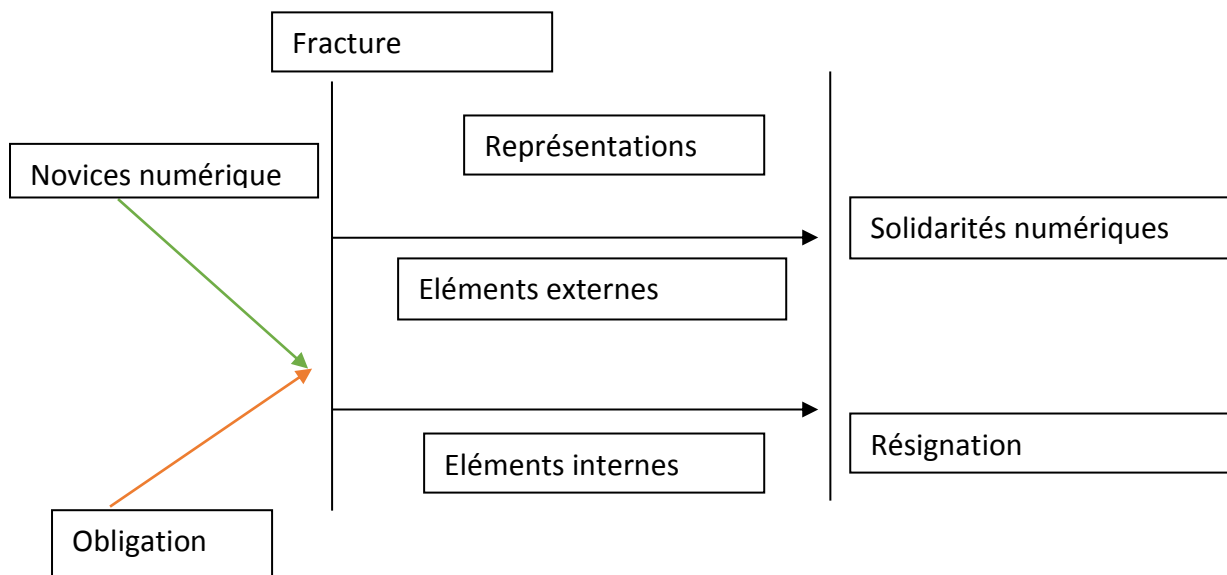 Fracture
Représentations
Novices numérique
Solidarités numériques
Eléments externes
Résignation
Eléments internes
Obligation